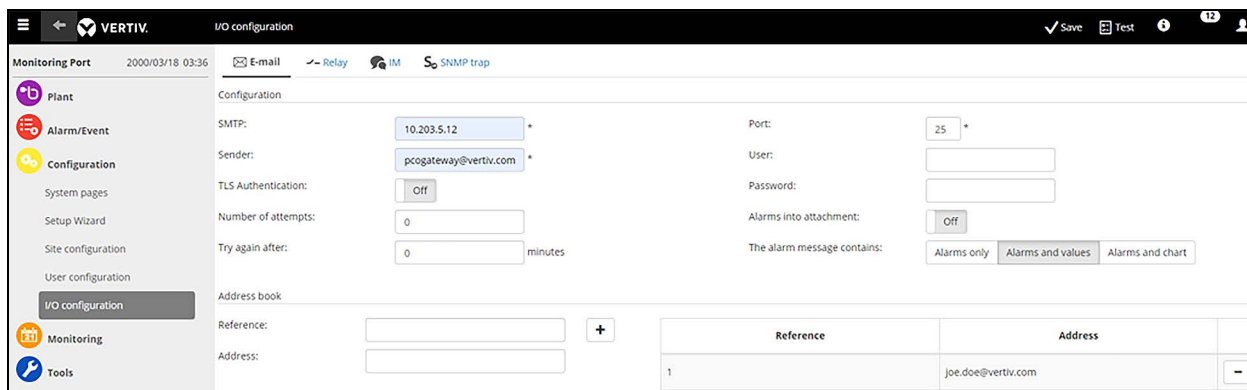 VERTIV. I/O configuration Save Test 12
Monitoring Port 2000/03/18 03:36 E-mail Relay IM SNMP trap
Plant
Alarm/Event
Configuration
System pages
Setup Wizard
Site configuration
User configuration
I/O configuration
Monitoring
Tools
Configuration
SMTP: 10.203.5.12 * Port: 25 *
Sender: pcogateway@vertiv.com * User:
TLS Authentication: Off Password:
Number of attempts: 0 Alarms into attachment: Off
Try again after: 0 minutes The alarm message contains: Alarms only Alarms and values Alarms and chart
Address book
Reference: +
Address:
Reference Address
1 joe.doe@vertiv.com -